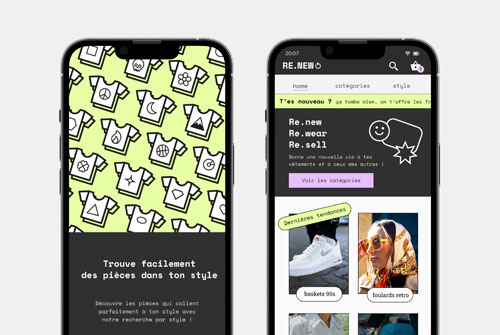 Trouve facilement
des pièces dans ton style
Découvre les pièces qui collent
parfaitement à ton style avec
notre recherche par style !
20:07
RE.NEW
home
catégories
style
T'es nouveau ? ça tombe bien, on t'offre les fr
Re.new
Re.wear
Re.sell
Donne une nouvelle vie à tes
vêtements et à ceux des autres !
Voir les catégories
Dernières tendances
baskets 90s
foulards retro